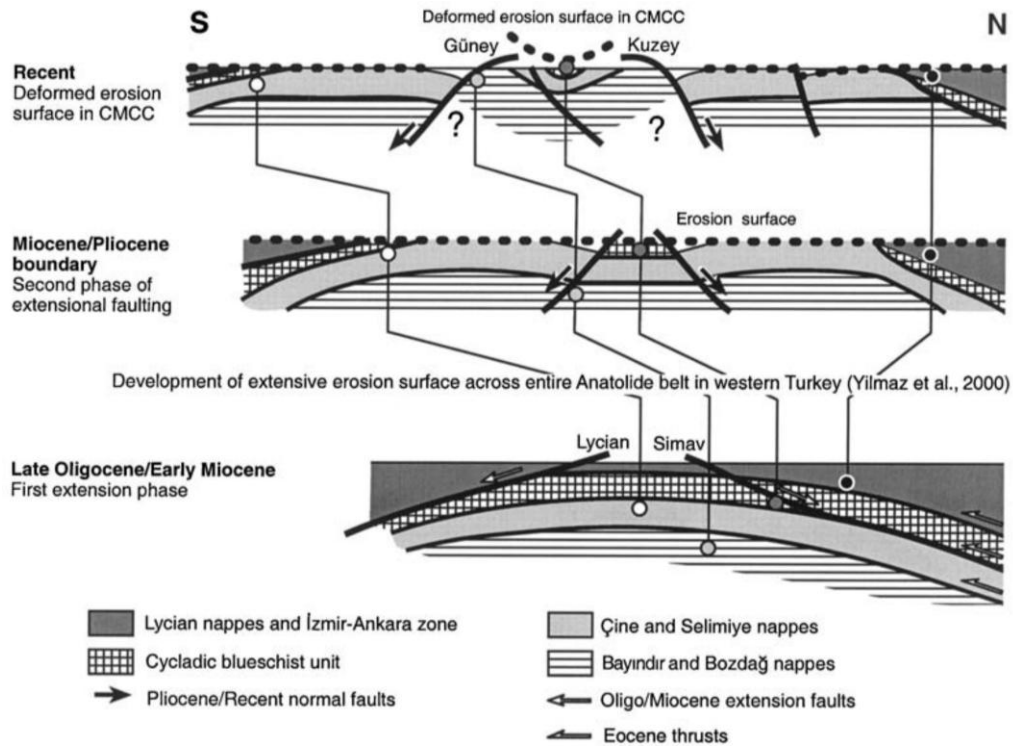 S
Deformed erosion surface in CMCC
N
Güney
Kuzey
Recent
Deformed erosion
surface in CMCC
?
?
Erosion surface
Miocene/Pliocene
boundary
Second phase of
extensional faulting
Development of extensive erosion surface across entire Anatolide belt in western Turkey (Yilmaz et al., 2000)
Lycian
Simav
Late Oligocene/Early Miocene
First extension phase
Lycian nappes and İzmir-Ankara zone
Cycladic blueschist unit
Pliocene/Recent normal faults
Çine and Selimiye nappes
Bayındır and Bozdağ nappes
Oligo/Miocene extension faults
Eocene thrusts